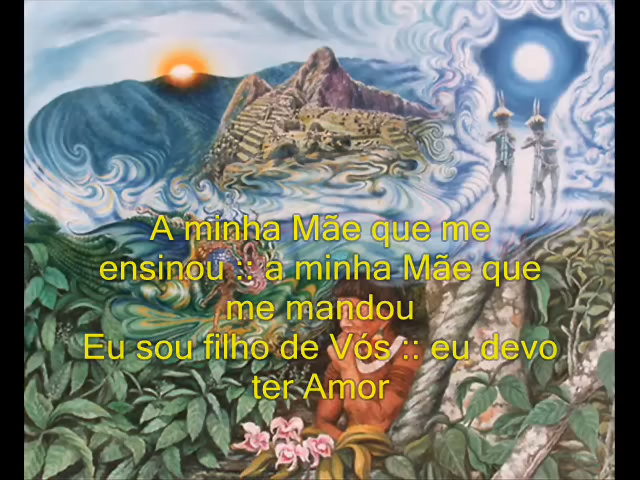 A minha Mãe que me
ensinou :: a minha Mãe que
me mandou
Eu sou filho de Vós :: eu devo
ter Amor